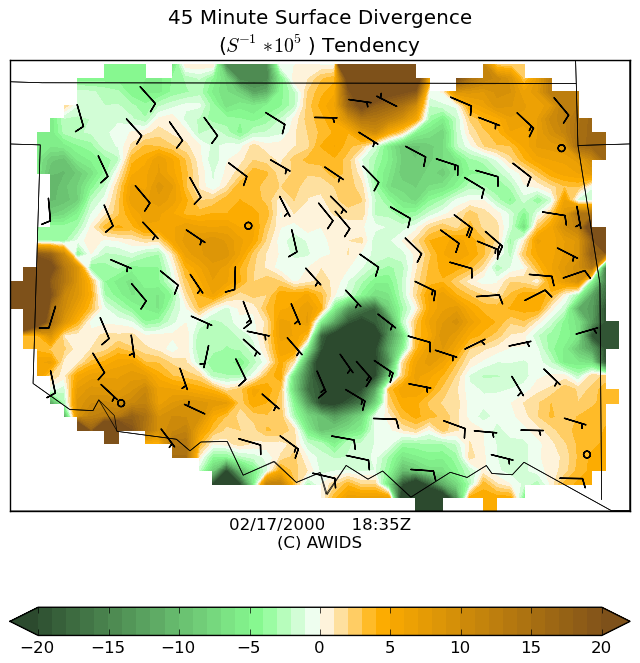 45 Minute Surface Divergence
(S⁻¹ *10⁵ ) Tendency
02/17/2000 18:35Z
(C) AWIDS
−20 −15 −10 −5 0 5 10 15 20